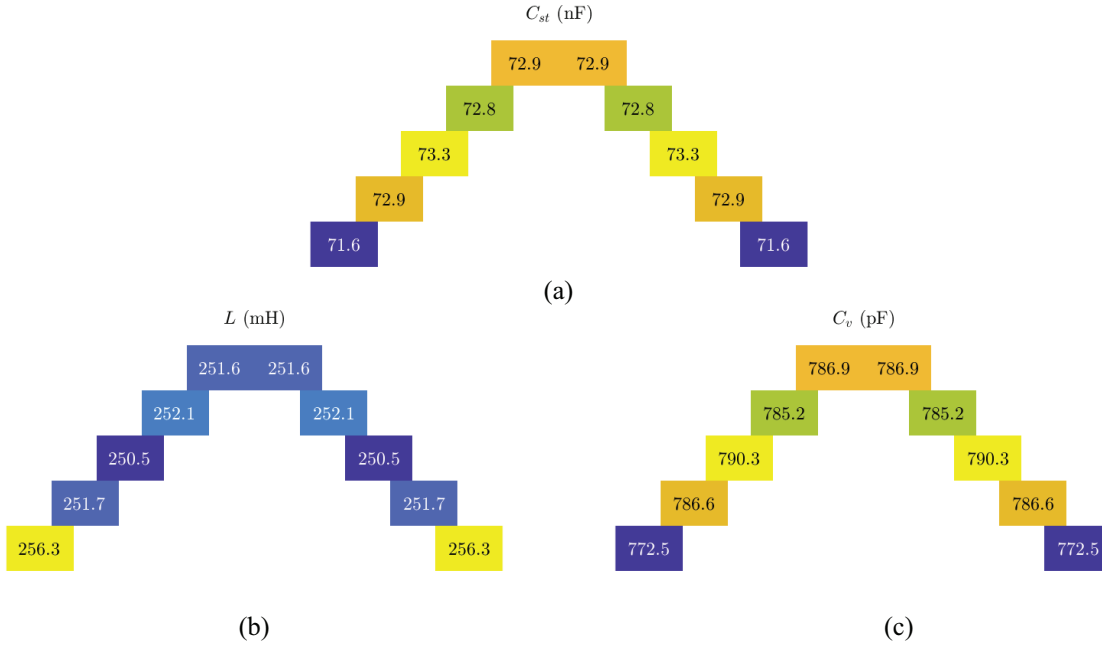 C_{st} (nF)
72.9 72.9
72.8 72.8
73.3 73.3
72.9 72.9
71.6 71.6
(a)
L (mH)
251.6 251.6
252.1 252.1
250.5 250.5
251.7 251.7
256.3 256.3
(b)
C_v (pF)
786.9 786.9
785.2 785.2
790.3 790.3
786.6 786.6
772.5 772.5
(c)